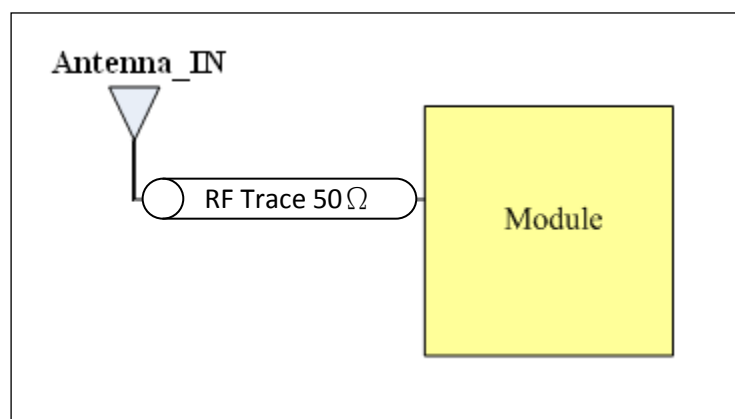 Antenna_IN
RF Trace 50Ω
Module